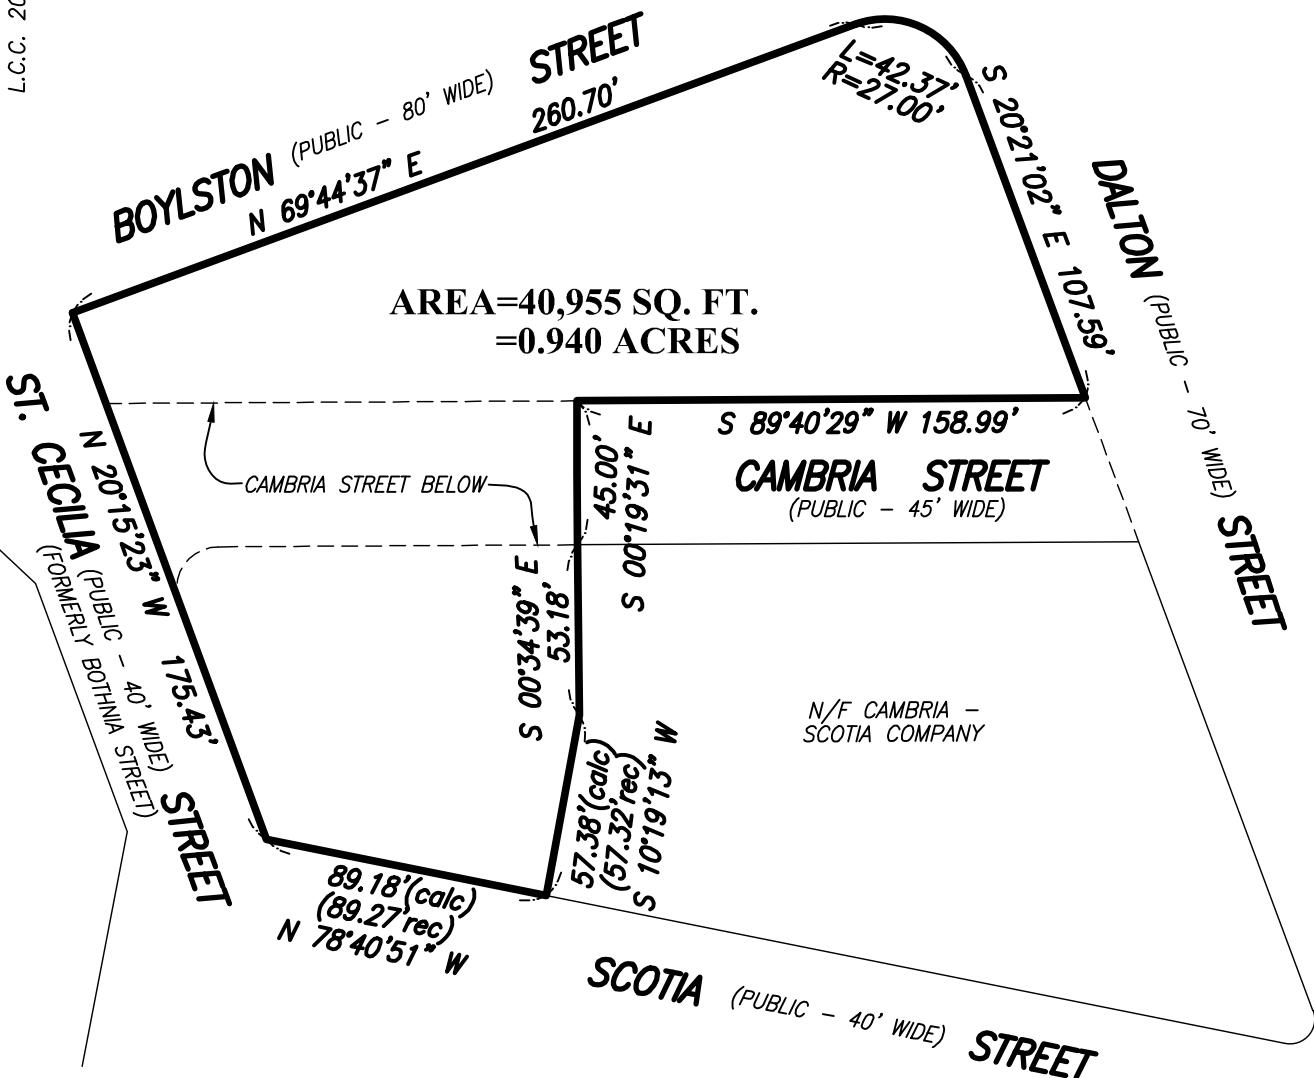 L.C.C. 20
BOYLSTON (PUBLIC - 80' WIDE) STREET
N 69°44'37" E 260.70'
L=42.37'
R=27.00'
S 20°21'02" E 107.59'
DALTON (PUBLIC - 70' WIDE) STREET
AREA=40,955 SQ. FT.
=0.940 ACRES
S 89°40'29" W 158.99'
CAMBRIA STREET
(PUBLIC - 45' WIDE)
45.00'
S 00°19'31" E
CAMBRIA STREET BELOW
ST. CECILIA (PUBLIC - 40' WIDE) STREET
(FORMERLY BOTHNIA STREET)
N 20°15'23" W 175.43'
S 00°34'39" E
53.18'
N/F CAMBRIA -
SCOTIA COMPANY
57.38'(calc)
(57.32'rec)
S 10°19'13" W
89.18'(calc)
(89.27'rec)
N 78°40'51" W
SCOTIA (PUBLIC - 40' WIDE) STREET